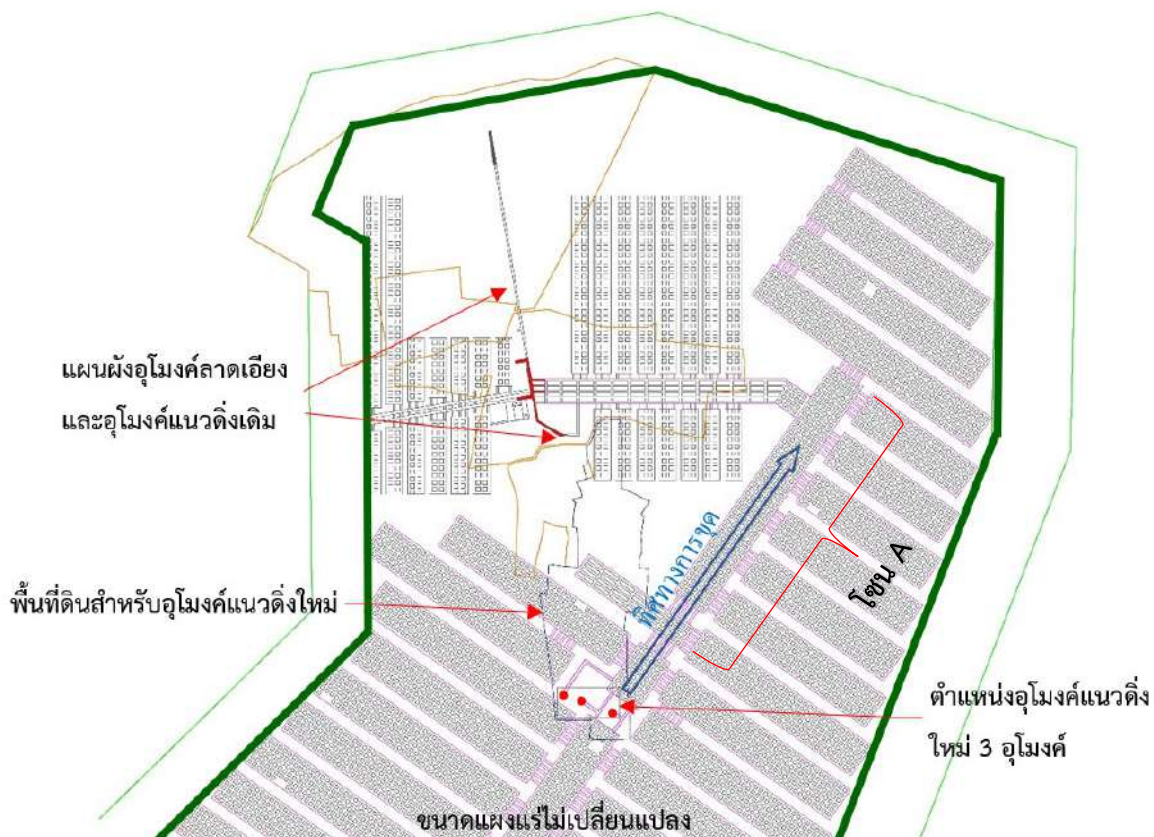 แผนผังอุโมงค์ลาดเอียง
และอุโมงค์แนวดิ่งเดิม
ทิศทางการขุด
โซน A
พื้นที่ดินสำหรับอุโมงค์แนวดิ่งใหม่
ตำแหน่งอุโมงค์แนวดิ่ง
ใหม่ 3 อุโมงค์
ขนาดแผงแร่ไม่เปลี่ยนแปลง